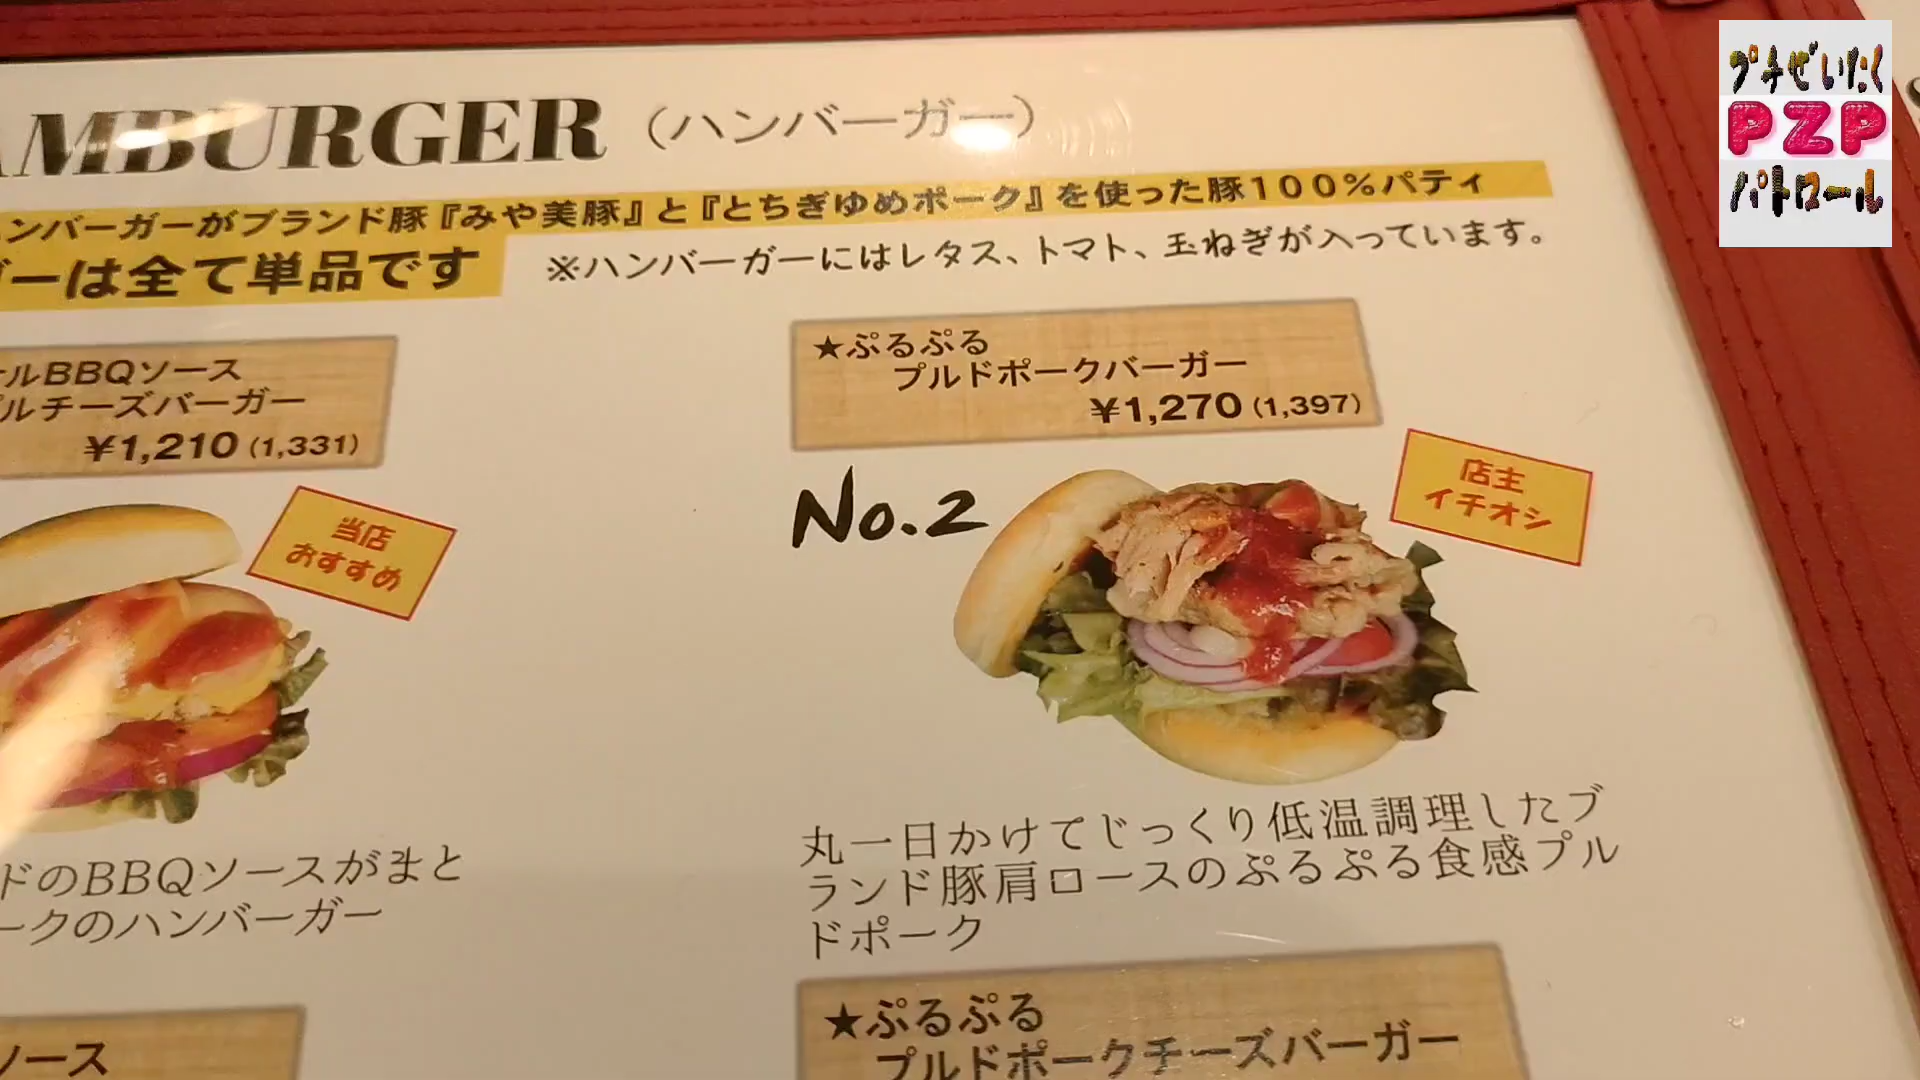 AMBURGER（ハンバーガー）
ンバーガーがブランド豚『みや美豚』と『とちぎゆめポーク』を使った豚１００％パティ
ガーは全て単品です
※ハンバーガーにはレタス、トマト、玉ねぎが入っています。
ルBBQソース
ルチーズバーガー
¥1,210 (1,331)
当店
おすすめ
ドのBBQソースがまと
ークのハンバーガー
ソース
★ぷるぷる
プルドポークバーガー
¥1,270 (1,397)
No.2
店主
イチオシ
丸一日かけてじっくり低温調理したブ
ランド豚肩ロースのぷるぷる食感プル
ドポーク
★ぷるぷる
プルドポークチーズバーガー
プチぜいたく
PZP
パトロール